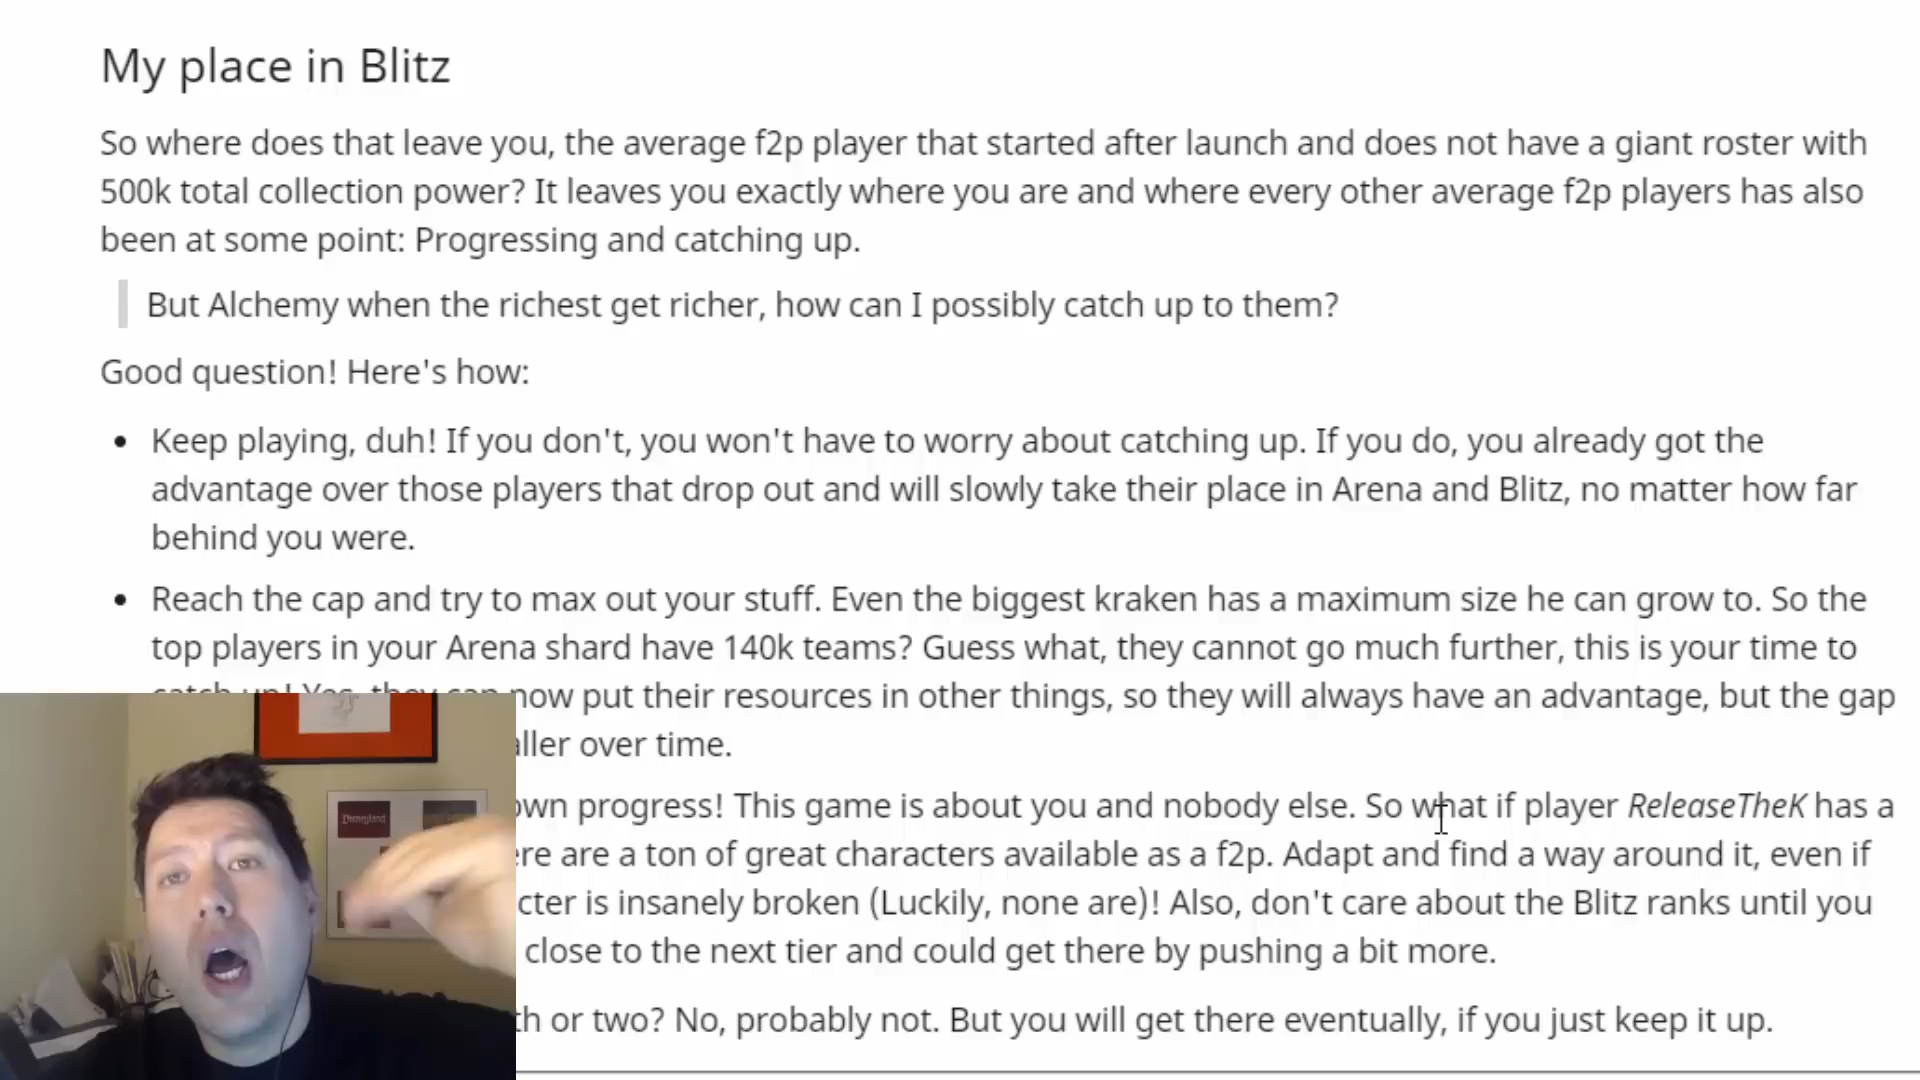 My place in Blitz
So where does that leave you, the average f2p player that started after launch and does not have a giant roster with
500k total collection power? It leaves you exactly where you are and where every other average f2p players has also
been at some point: Progressing and catching up.
But Alchemy when the richest get richer, how can I possibly catch up to them?
Good question! Here's how:
• Keep playing, duh! If you don't, you won't have to worry about catching up. If you do, you already got the
advantage over those players that drop out and will slowly take their place in Arena and Blitz, no matter how far
behind you were.
• Reach the cap and try to max out your stuff. Even the biggest kraken has a maximum size he can grow to. So the
top players in your Arena shard have 140k teams? Guess what, they cannot go much further, this is your time to
catch up! Yes, they can now put their resources in other things, so they will always have an advantage, but the gap
aller over time.
own progress! This game is about you and nobody else. So what if player ReleaseTheK has a
ere are a ton of great characters available as a f2p. Adapt and find a way around it, even if
cter is insanely broken (Luckily, none are)! Also, don't care about the Blitz ranks until you
close to the next tier and could get there by pushing a bit more.
th or two? No, probably not. But you will get there eventually, if you just keep it up.
Disneyland